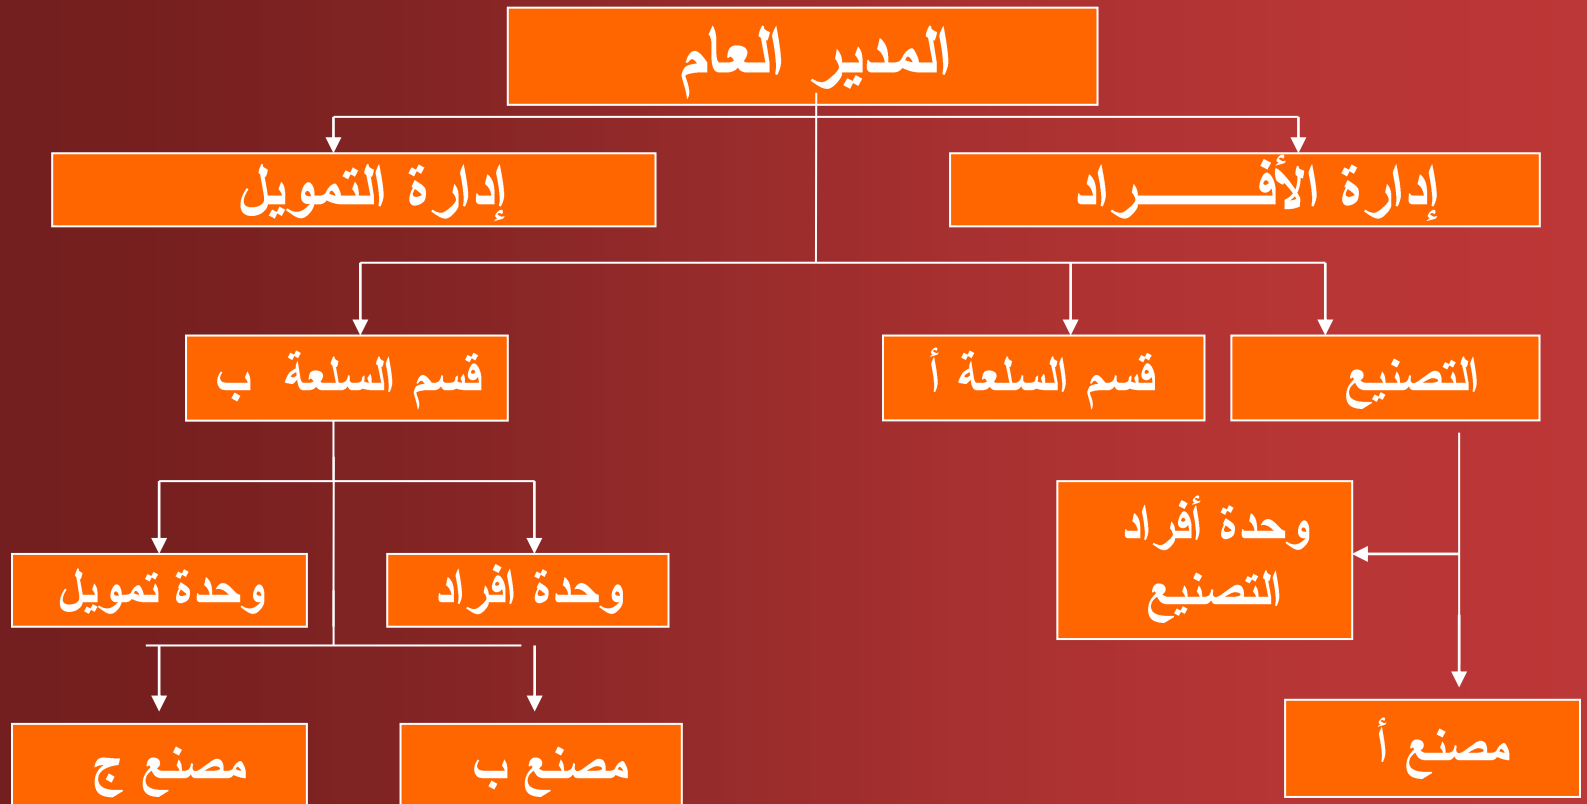 المدير العام
إدارة الأفـــــــراد
إدارة التمويل
التصنيع
قسم السلعة أ
قسم السلعة ب
وحدة أفراد
التصنيع
وحدة افراد
وحدة تمويل
مصنع أ
مصنع ب
مصنع ج